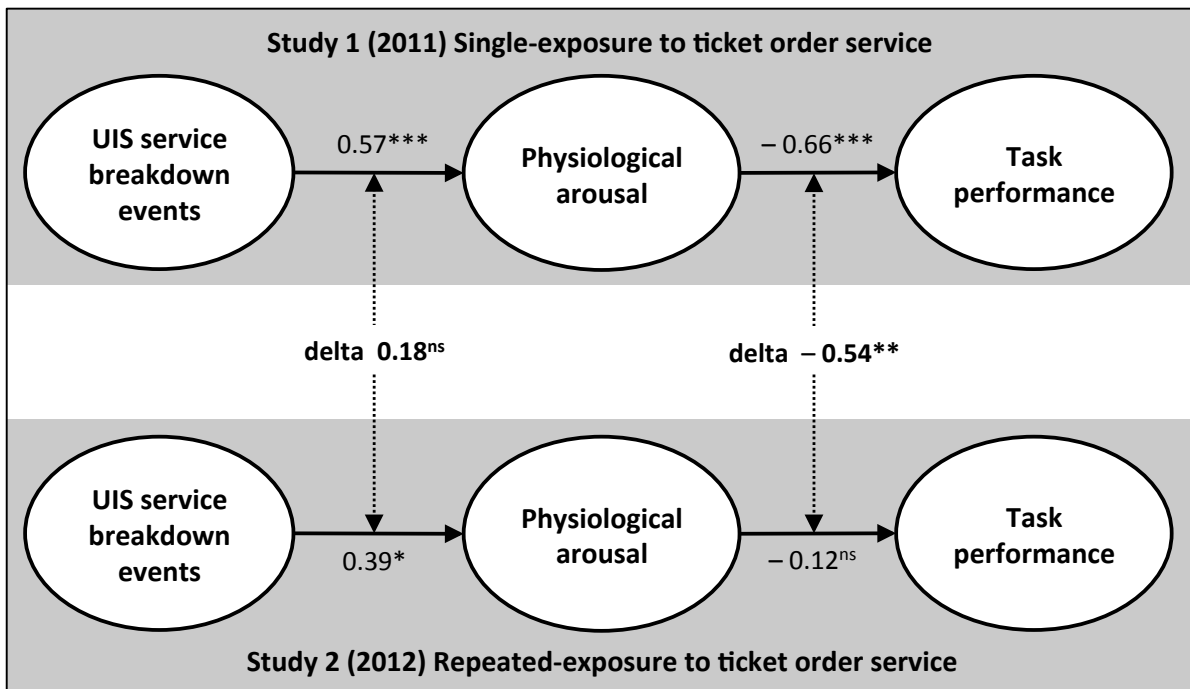 Study 1 (2011) Single-exposure to ticket order service
UIS service
breakdown
events
0.57***
Physiological
arousal
– 0.66***
Task
performance
delta 0.18ns
delta – 0.54**
UIS service
breakdown
events
0.39*
Physiological
arousal
– 0.12ns
Task
performance
Study 2 (2012) Repeated-exposure to ticket order service